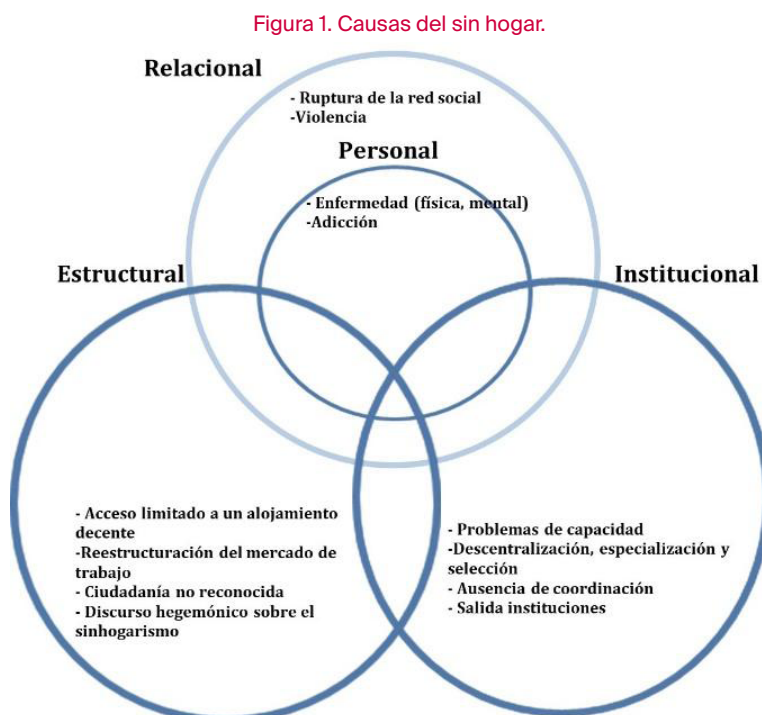 Figura 1. Causas del sin hogar.
Relacional
- Ruptura de la red social
-Violencia
Personal
- Enfermedad (física, mental)
-Adicción
Estructural
Institucional
- Acceso limitado a un alojamiento
decente
-Reestructuración del mercado de
trabajo
- Ciudadanía no reconocida
- Discurso hegemónico sobre el
sinhogarismo
- Problemas de capacidad
-Descentralización, especialización y
selección
- Ausencia de coordinación
- Salida instituciones